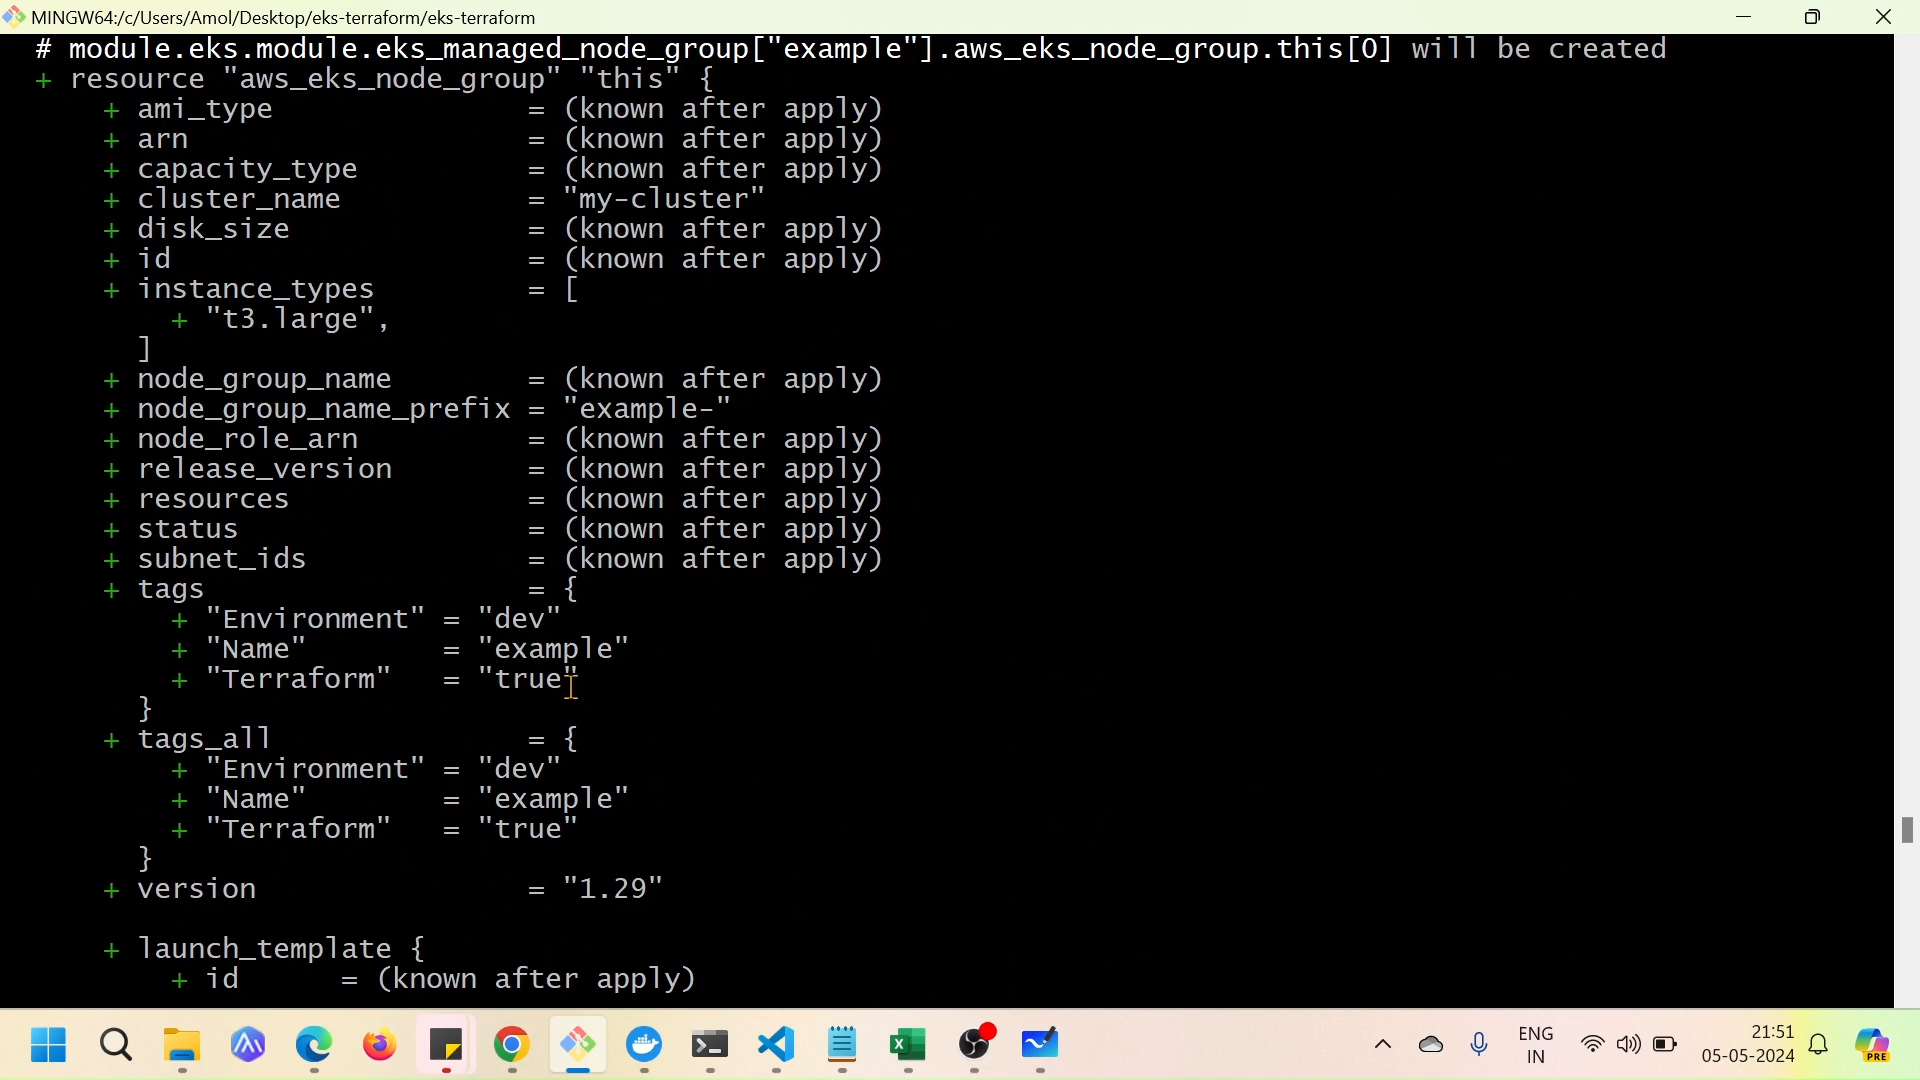 MINGW64:/c/Users/Amol/Desktop/eks-terraform/eks-terraform
# module.eks.module.eks_managed_node_group["example"].aws_eks_node_group.this[0] will be created
+ resource "aws_eks_node_group" "this" {
+ ami_type = (known after apply)
+ arn = (known after apply)
+ capacity_type = (known after apply)
+ cluster_name = "my-cluster"
+ disk_size = (known after apply)
+ id = (known after apply)
+ instance_types = [
+ "t3.large",
]
+ node_group_name = (known after apply)
+ node_group_name_prefix = "example-"
+ node_role_arn = (known after apply)
+ release_version = (known after apply)
+ resources = (known after apply)
+ status = (known after apply)
+ subnet_ids = (known after apply)
+ tags = {
+ "Environment" = "dev"
+ "Name" = "example"
+ "Terraform" = "true"
}
+ tags_all = {
+ "Environment" = "dev"
+ "Name" = "example"
+ "Terraform" = "true"
}
+ version = "1.29"
+ launch_template {
+ id = (known after apply)
ENG
IN
21:51
05-05-2024
PRE